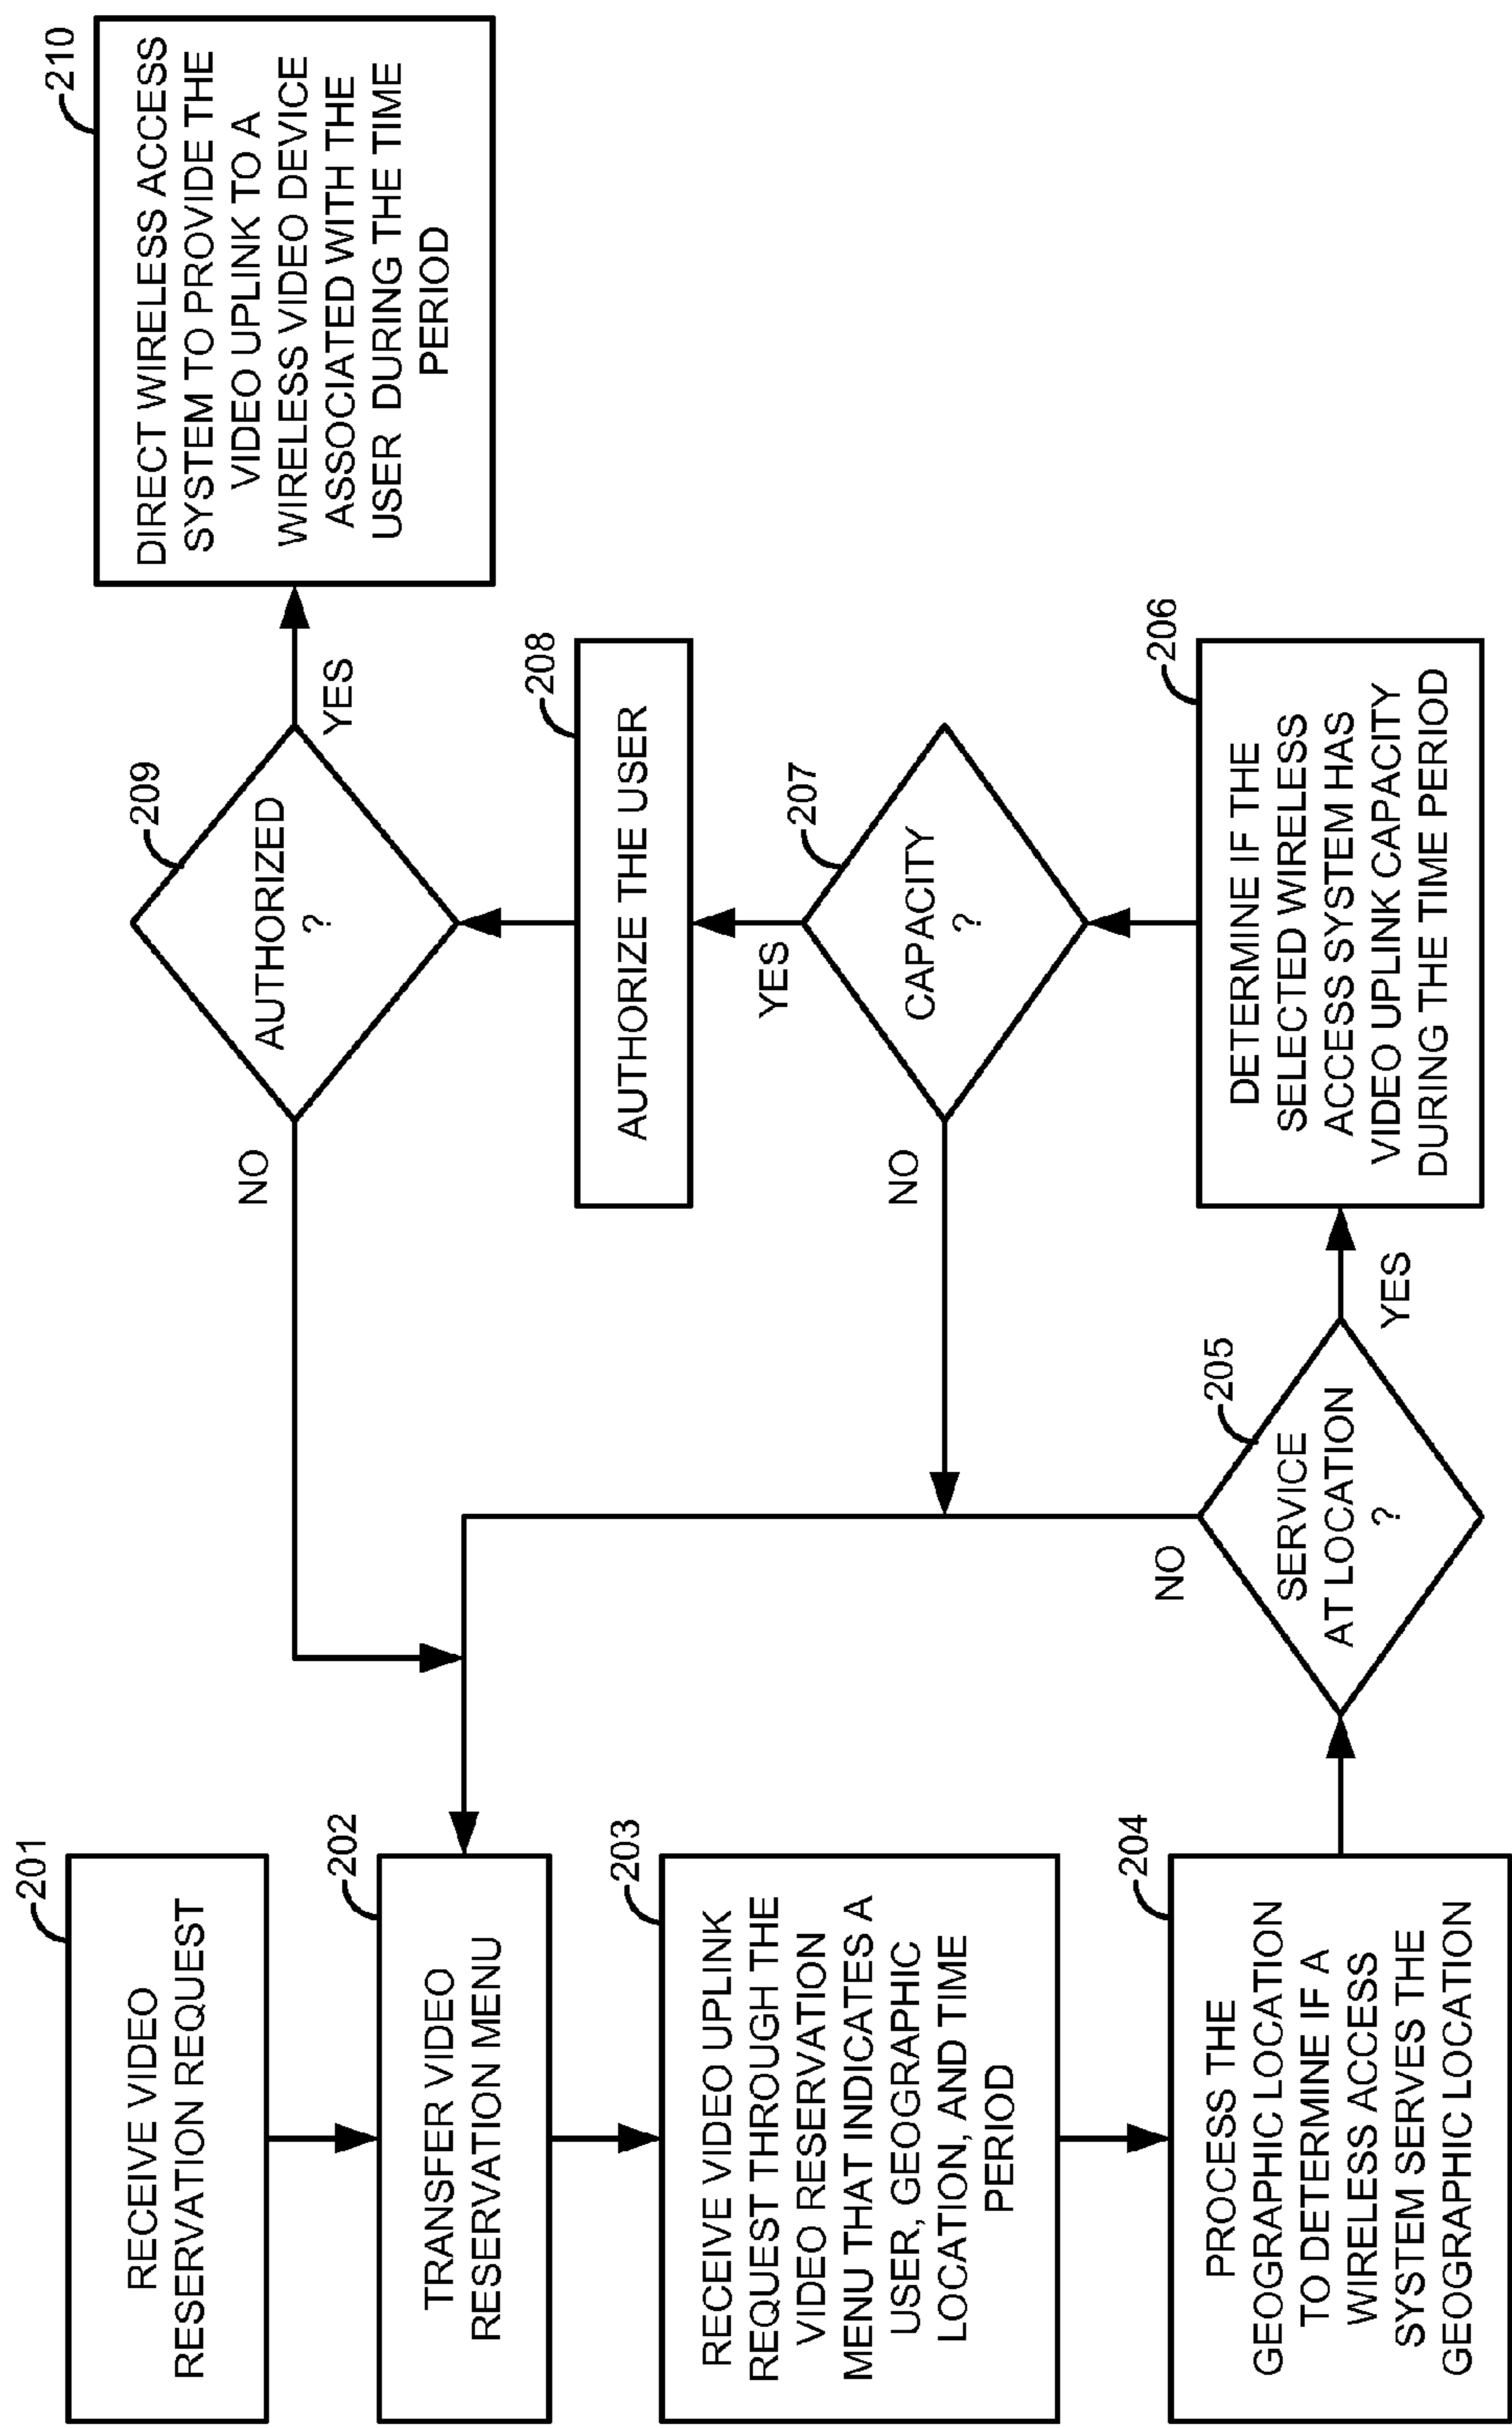 201
RECEIVE VIDEO
RESERVATION REQUEST
202
TRANSFER VIDEO
RESERVATION MENU
203
RECEIVE VIDEO UPLINK
REQUEST THROUGH THE
VIDEO RESERVATION
MENU THAT INDICATES A
USER, GEOGRAPHIC
LOCATION, AND TIME
PERIOD
204
PROCESS THE
GEOGRAPHIC LOCATION
TO DETERMINE IF A
WIRELESS ACCESS
SYSTEM SERVES THE
GEOGRAPHIC LOCATION
205
SERVICE
AT LOCATION
?
NO
YES
206
DETERMINE IF THE
SELECTED WIRELESS
ACCESS SYSTEM HAS
VIDEO UPLINK CAPACITY
DURING THE TIME PERIOD
207
CAPACITY
?
NO
YES
208
AUTHORIZE THE USER
209
AUTHORIZED
?
NO
YES
210
DIRECT WIRELESS ACCESS
SYSTEM TO PROVIDE THE
VIDEO UPLINK TO A
WIRELESS VIDEO DEVICE
ASSOCIATED WITH THE
USER DURING THE TIME
PERIOD